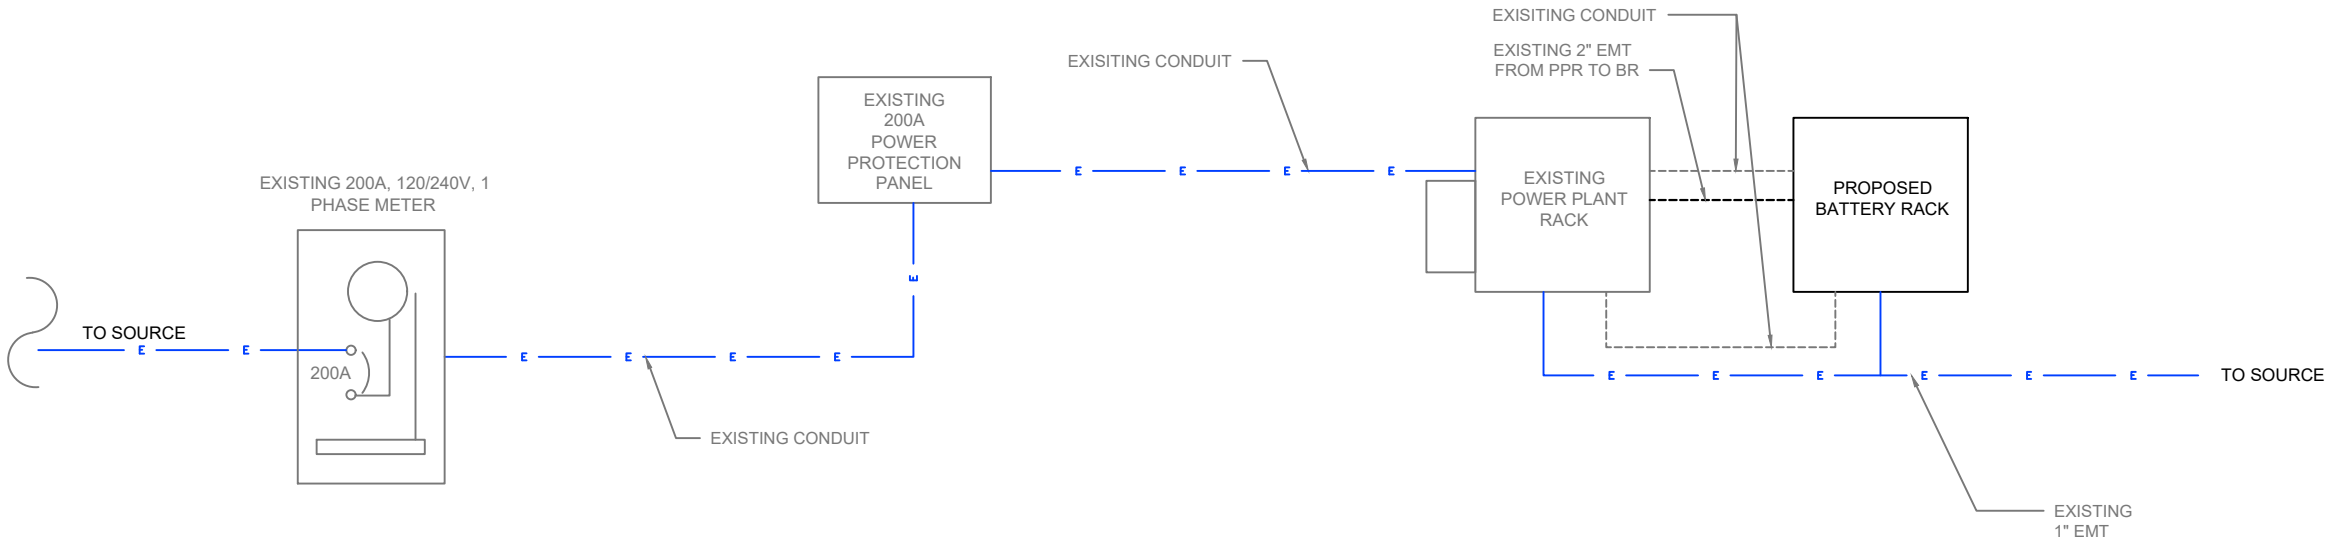 EXISITING CONDUIT
EXISTING 2" EMT
FROM PPR TO BR
EXISITING CONDUIT
EXISTING
200A
POWER
PROTECTION
PANEL
E E E E
EXISTING
POWER PLANT
RACK
PROPOSED
BATTERY RACK
EXISTING 200A, 120/240V, 1
PHASE METER
E
TO SOURCE
E E
200A
E E E E
E E E E E E
TO SOURCE
EXISTING CONDUIT
EXISTING
1" EMT